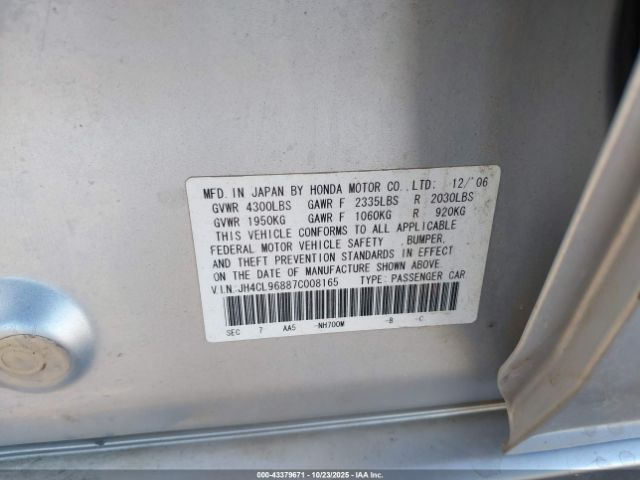 MFD. IN JAPAN BY HONDA MOTOR CO., LTD: 12/'06
GVWR 4300LBS GAWR F 2335LBS R 2030LBS
GVWR 1950KG GAWR F 1060KG R 920KG
THIS VEHICLE CONFORMS TO ALL APPLICABLE
FEDERAL MOTOR VEHICLE SAFETY ,BUMPER,
AND THEFT PREVENTION STANDARDS IN EFFECT
ON THE DATE OF MANUFACTURE SHOWN ABOVE.
V.I.N:JH4CL96887C008165 TYPE: PASSENGER CAR
SEC 7 AA5 -NH700M -B -C
000-43379671 - 10/23/2025 - IAAI.COM